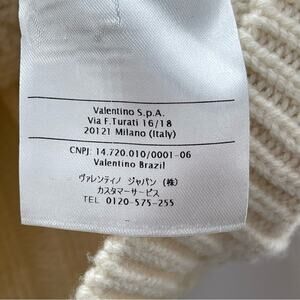 Valentino S.p.A.
Via F.Turati 16/18
20121 Milano (Italy)
CNPJ: 14.720.010/0001-06
Valentino Brazil
ヴァレンティノ ジャパン (株)
カスタマーサービス
TEL 0120-575-255